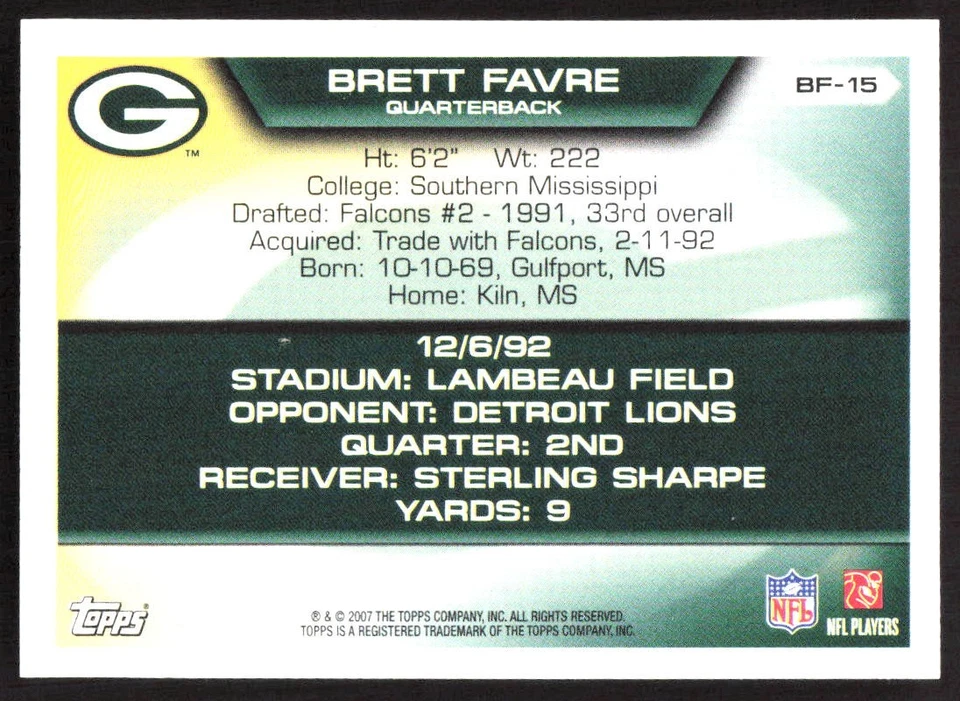 G
TM
BRETT FAVRE
QUARTERBACK
BF-15
Ht: 6'2" Wt: 222
College: Southern Mississippi
Drafted: Falcons #2 - 1991, 33rd overall
Acquired: Trade with Falcons, 2-11-92
Born: 10-10-69, Gulfport, MS
Home: Kiln, MS
12/6/92
STADIUM: LAMBEAU FIELD
OPPONENT: DETROIT LIONS
QUARTER: 2ND
RECEIVER: STERLING SHARPE
YARDS: 9
Topps®
® & © 2007 THE TOPPS COMPANY, INC. ALL RIGHTS RESERVED.
TOPPS IS A REGISTERED TRADEMARK OF THE TOPPS COMPANY, INC.
NFL
NFL PLAYERS